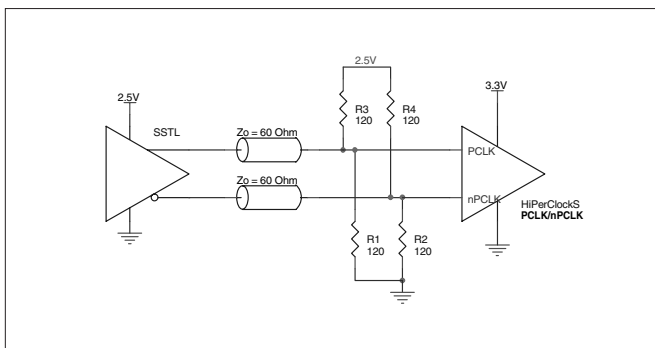 2.5V
3.3V
2.5V
R3
120
R4
120
SSTL
Zo = 60 Ohm
PCLK
Zo = 60 Ohm
nPCLK
HiPerClockS
PCLK/nPCLK
R1
120
R2
120